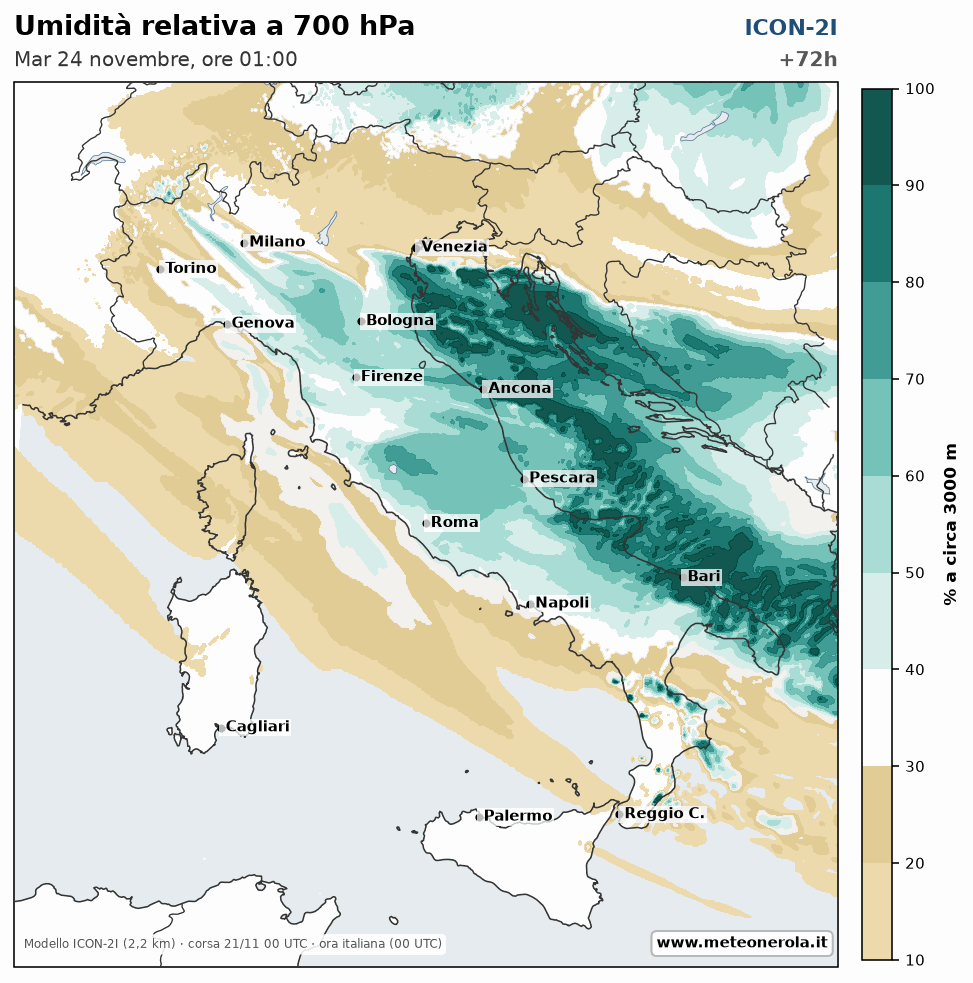 Umidità relativa a 700 hPa
ICON-2I
Mar 24 novembre, ore 01:00
+72h
100
90
80
70
60
50
40
30
20
10
% a circa 3000 m
Milano
Venezia
Torino
Genova
Bologna
Firenze
Ancona
Pescara
Roma
Bari
Napoli
Cagliari
Palermo
Reggio C.
Modello ICON-2I (2,2 km) · corsa 21/11 00 UTC · ora italiana (00 UTC)
www.meteonerola.it